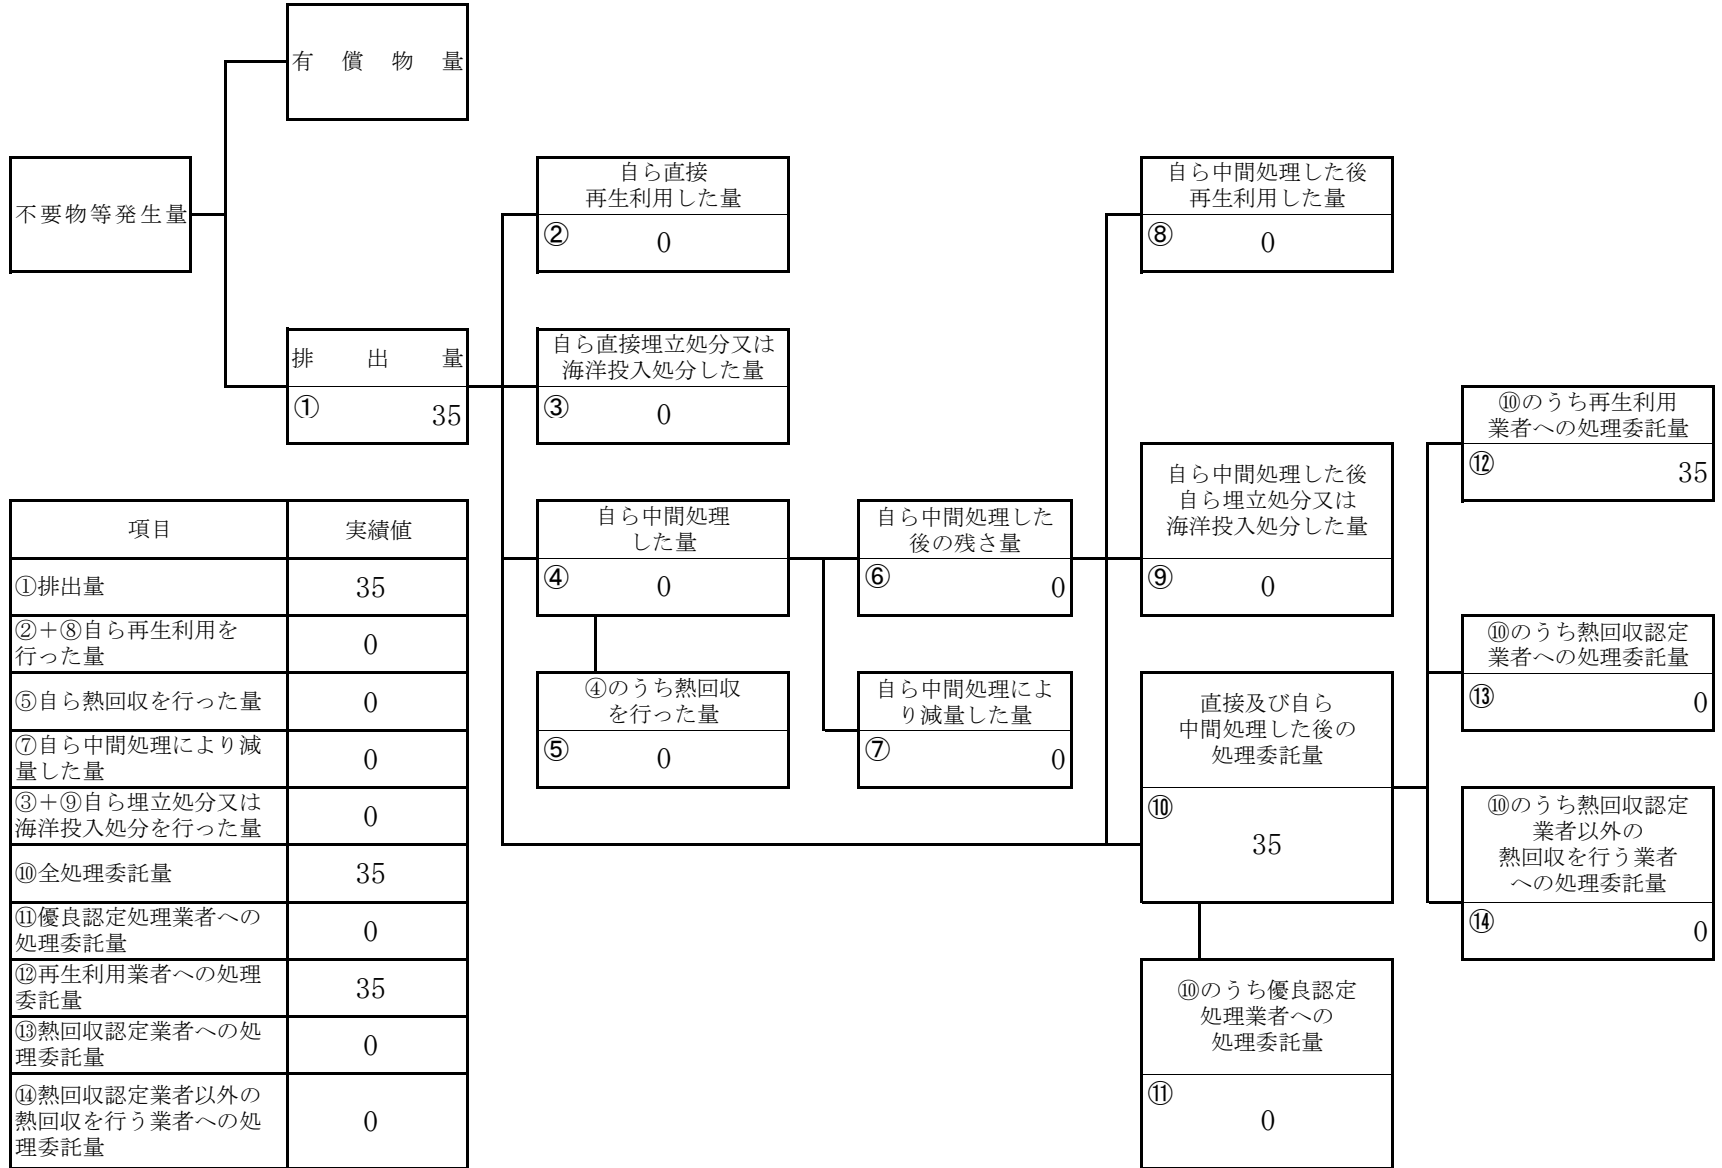 有償物量
不要物等発生量
排出量
①
35
自ら直接
再生利用した量
②
0
自ら直接埋立処分又は
海洋投入処分した量
③
0
自ら中間処理
した量
④
0
④のうち熱回収
を行った量
⑤
0
自ら中間処理した
後の残さ量
⑥
0
自ら中間処理によ
り減量した量
⑦
0
自ら中間処理した後
再生利用した量
⑧
0
自ら中間処理した後
自ら埋立処分又は
海洋投入処分した量
⑨
0
直接及び自ら
中間処理した後の
処理委託量
⑩
35
⑩のうち優良認定
処理業者への
処理委託量
⑪
0
⑩のうち再生利用
業者への処理委託量
⑫
35
⑩のうち熱回収認定
業者への処理委託量
⑬
0
⑩のうち熱回収認定
業者以外の
熱回収を行う業者
への処理委託量
⑭
0
項目 実績値
①排出量 35
②＋⑧自ら再生利用を
行った量
0
⑤自ら熱回収を行った量 0
⑦自ら中間処理により減
量した量
0
③＋⑨自ら埋立処分又は
海洋投入処分を行った量
0
⑩全処理委託量 35
⑪優良認定処理業者への
処理委託量
0
⑫再生利用業者への処理
委託量
35
⑬熱回収認定業者への処
理委託量
0
⑭熱回収認定業者以外の
熱回収を行う業者への処
理委託量
0